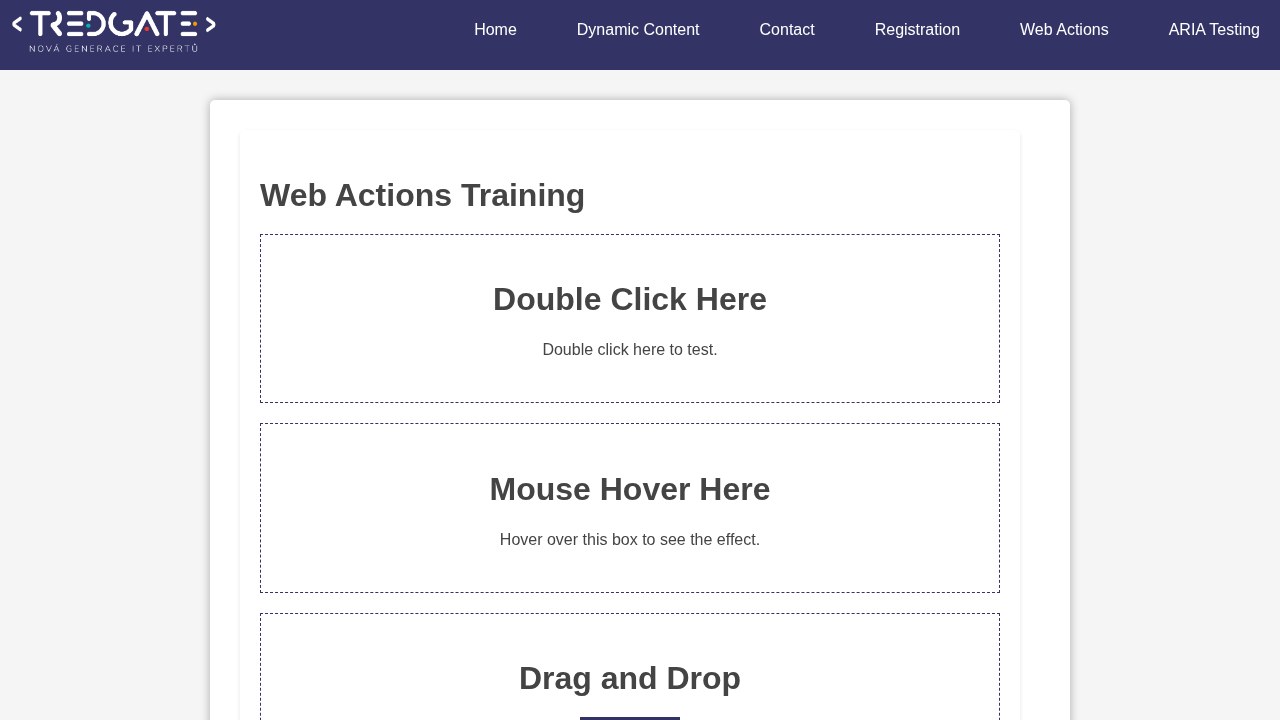 TREDGATE
NOVÁ GENERACE IT EXPERTŮ
Home
Dynamic Content
Contact
Registration
Web Actions
ARIA Testing
Web Actions Training
Double Click Here
Double click here to test.
Mouse Hover Here
Hover over this box to see the effect.
Drag and Drop